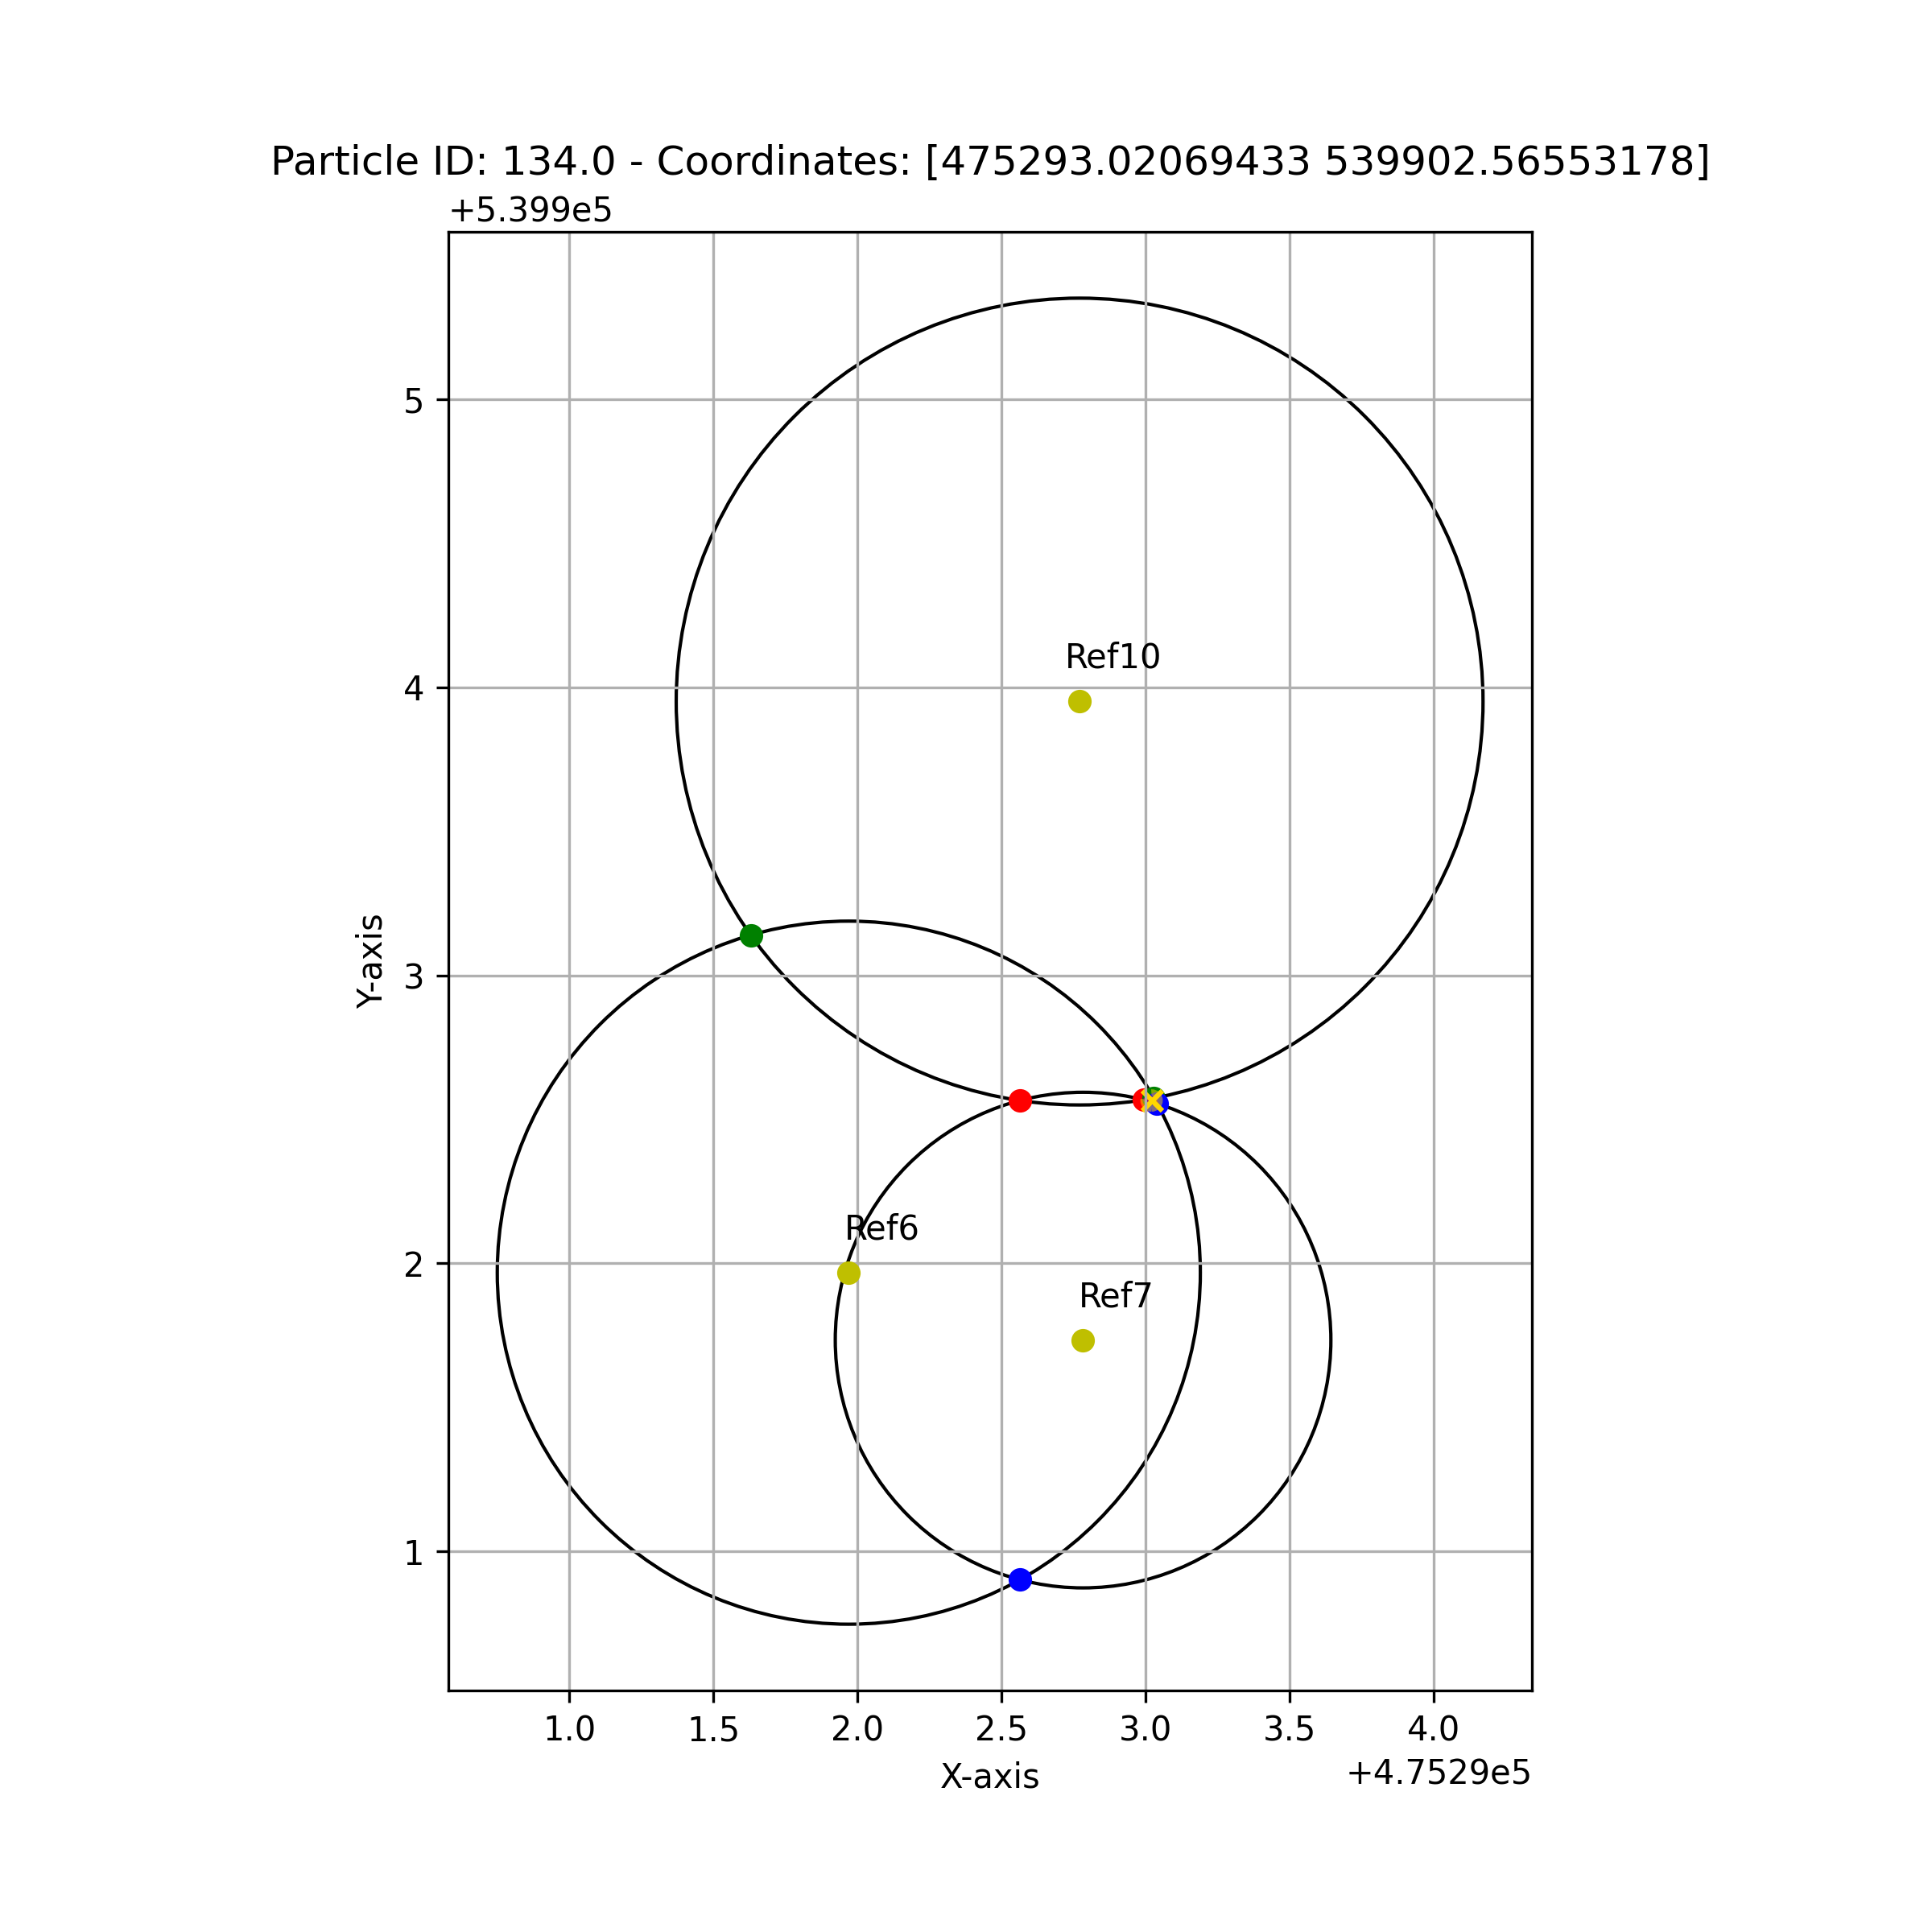 Particle ID: 134.0 - Coordinates: [475293.02069433 539902.56553178]
+5.399e5
5
Ref10
4
Y-axis
3
Ref6
2
Ref7
1
1.0 1.5 2.0 2.5 3.0 3.5 4.0
X-axis
+4.7529e5